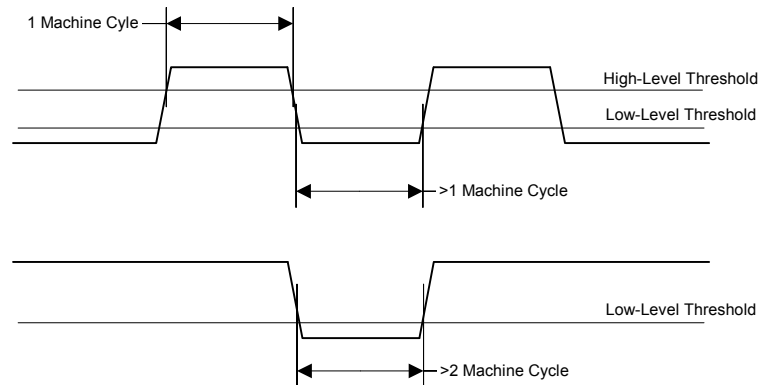 1 Machine Cyle
High-Level Threshold
Low-Level Threshold
>1 Machine Cycle
Low-Level Threshold
>2 Machine Cycle